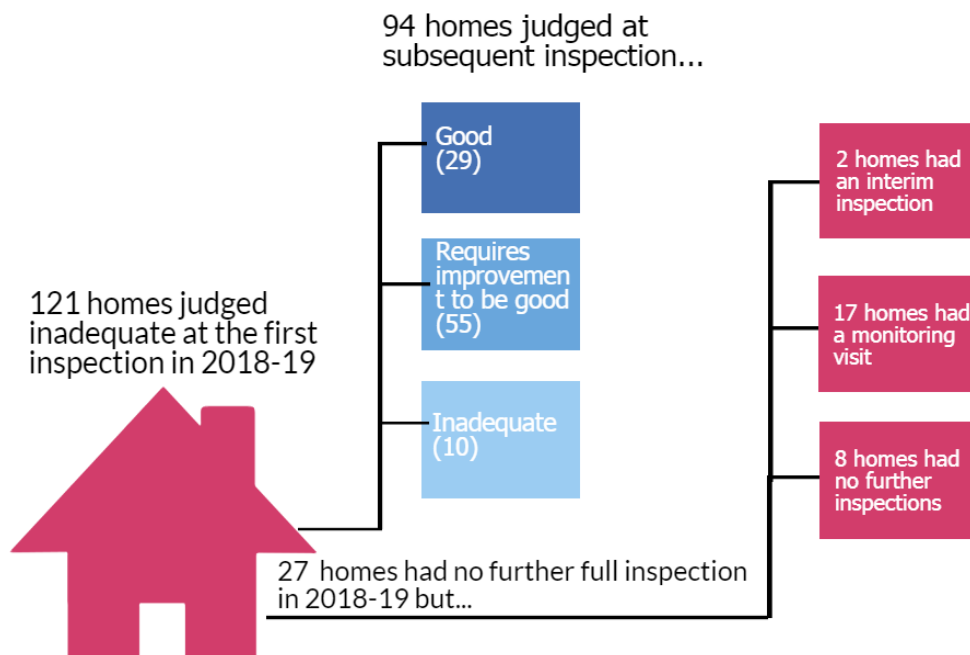 94 homes judged at
subsequent inspection...
Good
(29)
Requires
improvemen
t to be good
(55)
Inadequate
(10)
121 homes judged
inadequate at the first
inspection in 2018-19
27 homes had no further full inspection
in 2018-19 but...
2 homes had
an interim
inspection
17 homes had
a monitoring
visit
8 homes had
no further
inspections